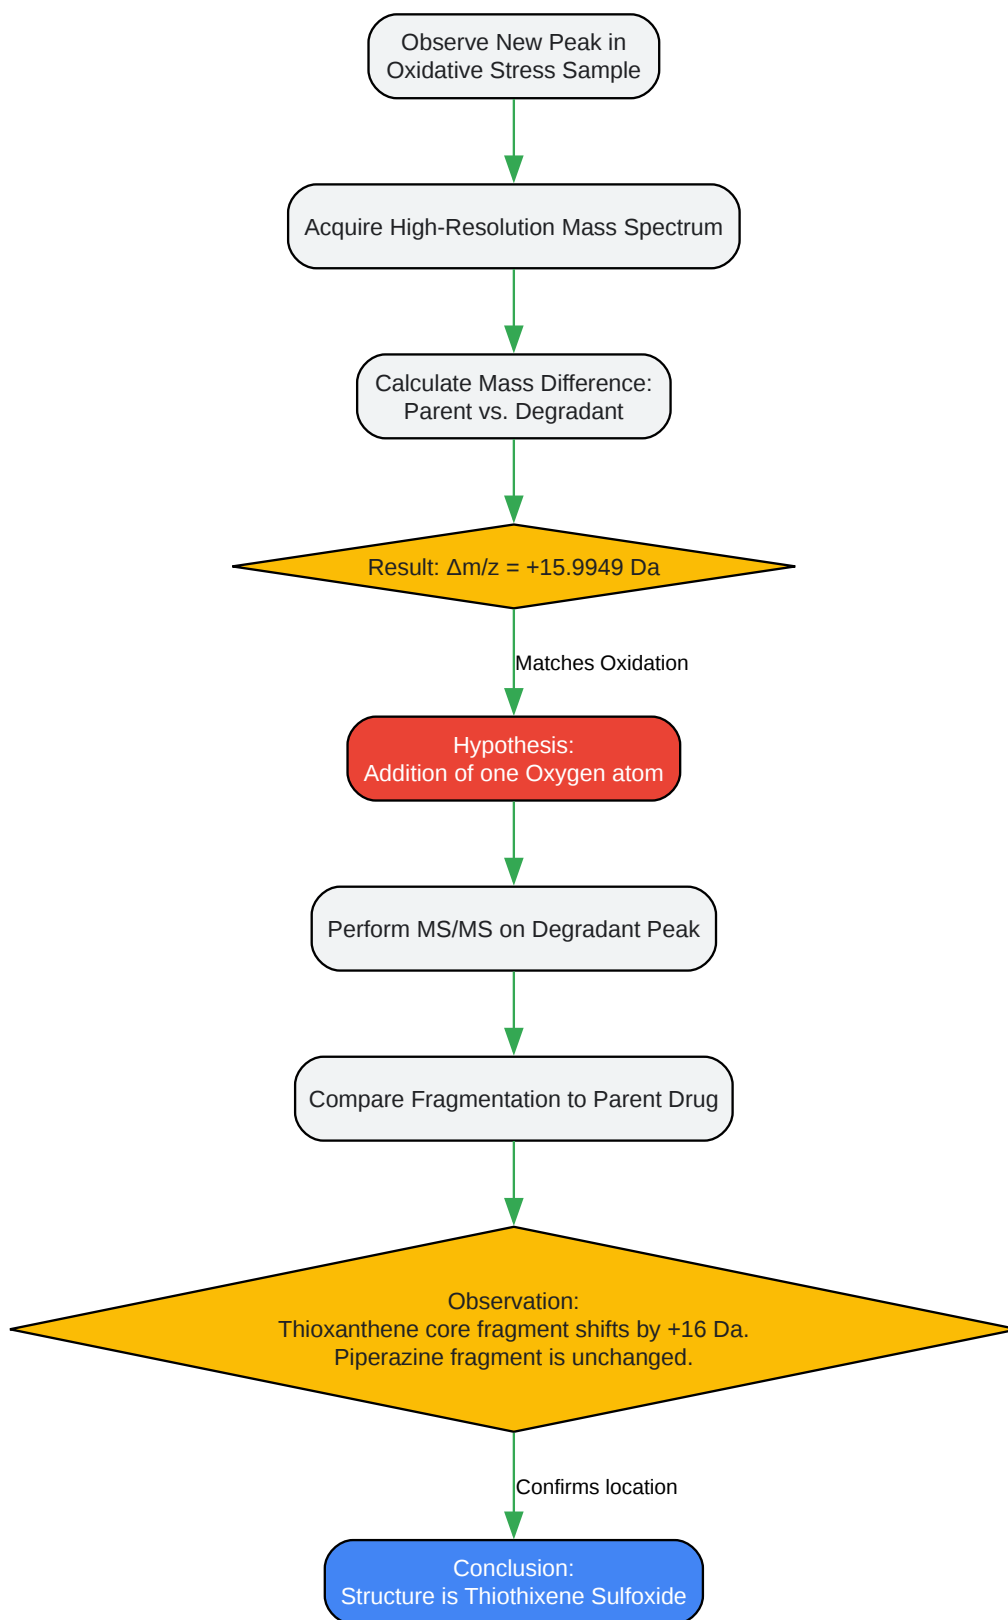 Observe New Peak in
Oxidative Stress Sample
Acquire High-Resolution Mass Spectrum
Calculate Mass Difference:
Parent vs. Degradant
Result: Δm/z = +15.9949 Da
Matches Oxidation
Hypothesis:
Addition of one Oxygen atom
Perform MS/MS on Degradant Peak
Compare Fragmentation to Parent Drug
Observation:
Thioxanthene core fragment shifts by +16 Da.
Piperazine fragment is unchanged.
Confirms location
Conclusion:
Structure is Thiothixene Sulfoxide